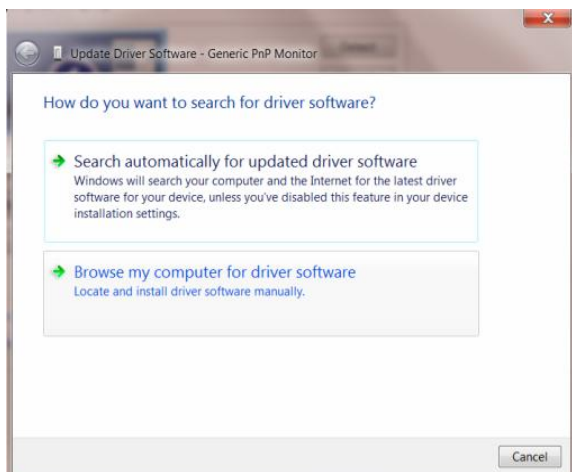 Update Driver Software - Generic PnP Monitor
How do you want to search for driver software?
Search automatically for updated driver software
Windows will search your computer and the Internet for the latest driver
software for your device, unless you've disabled this feature in your device
installation settings.
Browse my computer for driver software
Locate and install driver software manually.
Cancel